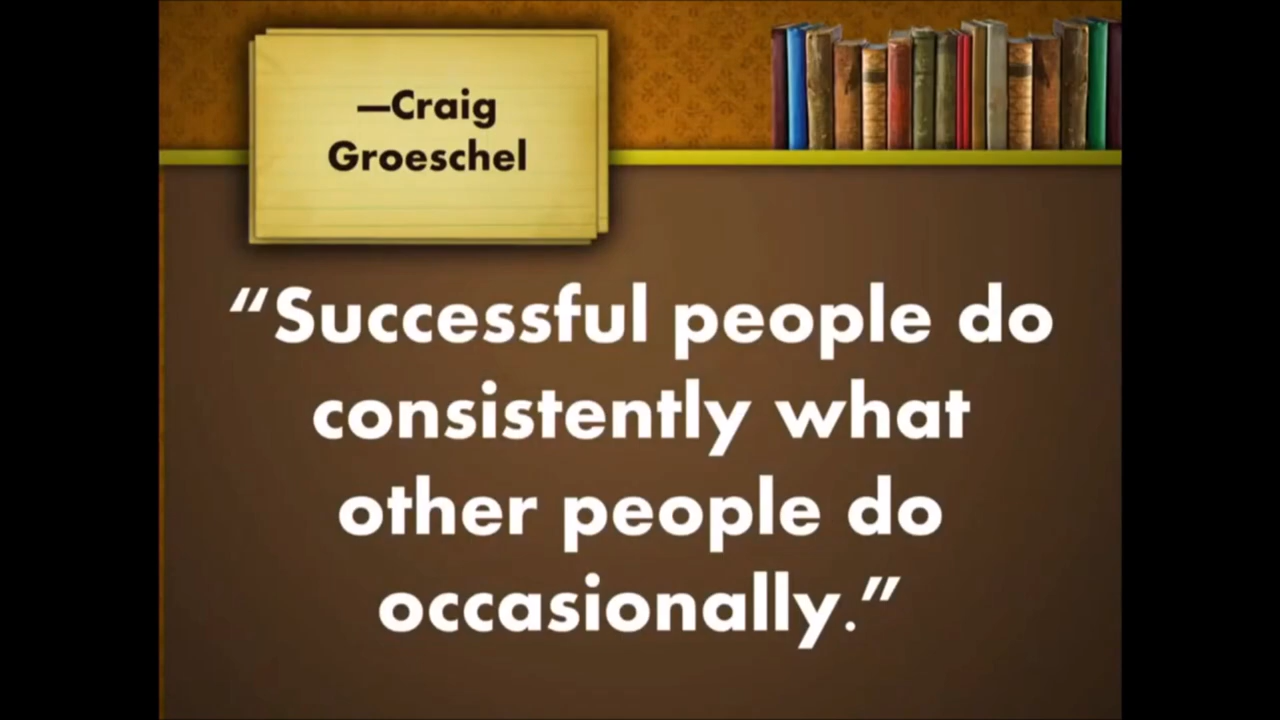 —Craig
Groeschel
“Successful people do
consistently what
other people do
occasionally.”